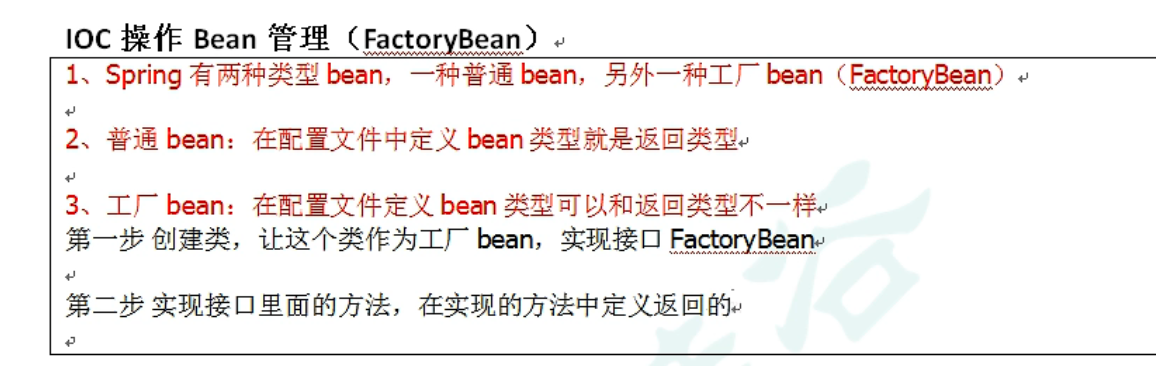 IOC 操作 Bean 管理（FactoryBean）
1、Spring 有两种类型 bean，一种普通 bean，另外一种工厂 bean（FactoryBean）
2、普通 bean：在配置文件中定义 bean 类型就是返回类型
3、工厂 bean：在配置文件定义 bean 类型可以和返回类型不一样
第一步 创建类，让这个类作为工厂 bean，实现接口 FactoryBean
第二步 实现接口里面的方法，在实现的方法中定义返回的